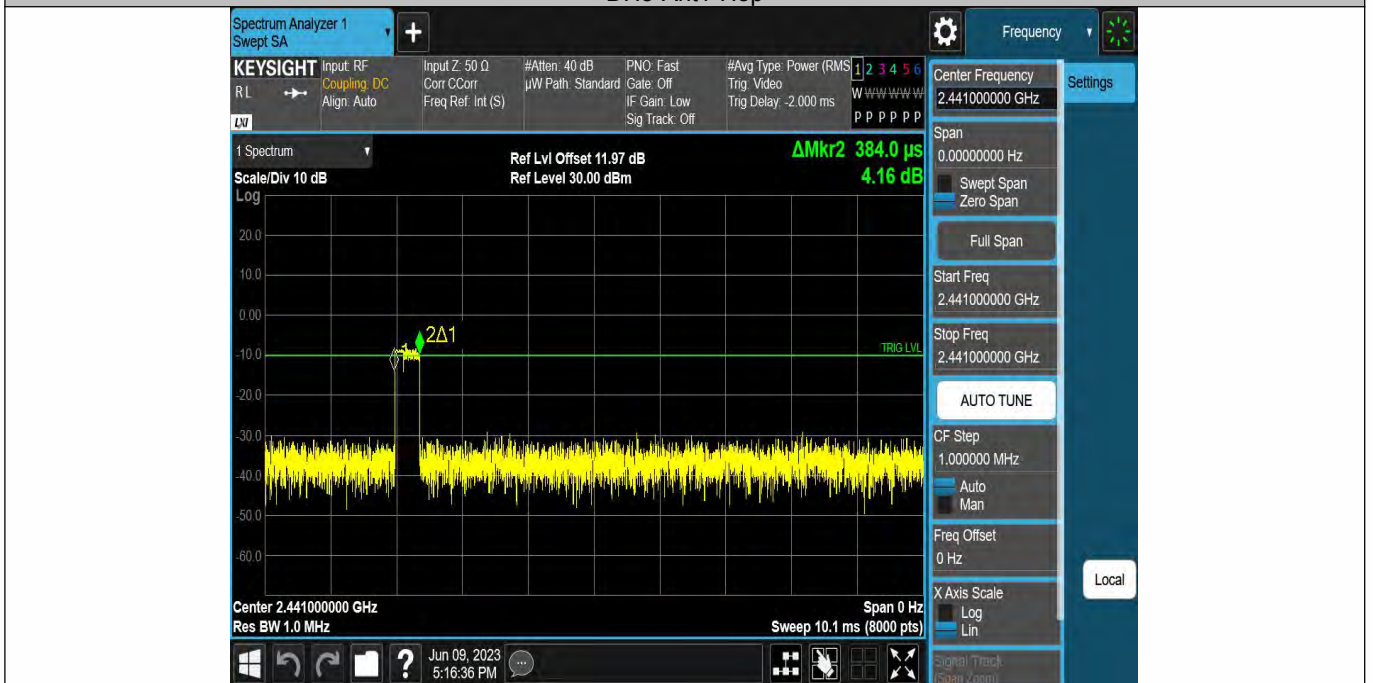 Spectrum Analyzer 1
Swept SA
Frequency
KEYSIGHT
RL
LXI
Input: RF
Coupling: DC
Align: Auto
Input Z: 50 Ω
Corr CCorr
Freq Ref: Int (S)
#Atten: 40 dB
µW Path: Standard
PNO: Fast
Gate: Off
IF Gain: Low
Sig Track: Off
#Avg Type: Power (RMS
Trig: Video
Trig Delay: -2.000 ms
1 2 3 4 5 6
W W W W W W
P P P P P P
1 Spectrum
Scale/Div 10 dB
Ref Lvl Offset 11.97 dB
Ref Level 30.00 dBm
ΔMkr2 384.0 µs
4.16 dB
Log
20.0
10.0
0.00
-10.0
-20.0
-30.0
-40.0
-50.0
-60.0
2Δ1
TRIG LVL
Center 2.441000000 GHz
Res BW 1.0 MHz
Span 0 Hz
Sweep 10.1 ms (8000 pts)
Jun 09, 2023
5:16:36 PM
Center Frequency
2.441000000 GHz
Settings
Span
0.00000000 Hz
Swept Span
Zero Span
Full Span
Start Freq
2.441000000 GHz
Stop Freq
2.441000000 GHz
AUTO TUNE
CF Step
1.000000 MHz
Auto
Man
Freq Offset
0 Hz
X Axis Scale
Log
Lin
Signal Track
(Span Zoom)
Local